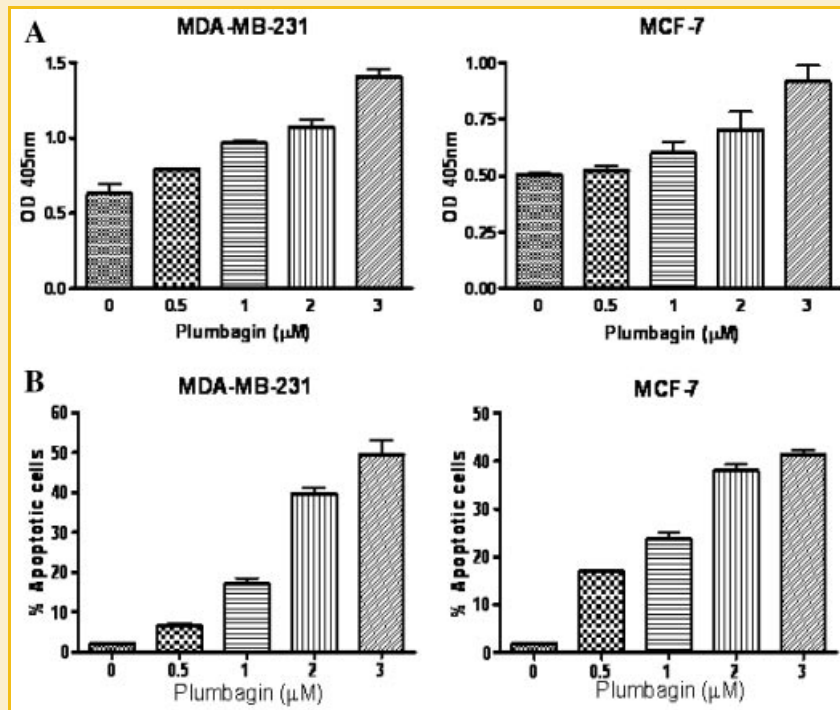 A
MDA-MB-231
1.5
1.0
0.5
0.0
OD 405nm
0 0.5 1 2 3
Plumbagin (μM)
MCF-7
1.00
0.75
0.50
0.25
0.00
OD 405nm
0 0.5 1 2 3
Plumbagin (μM)
B
MDA-MB-231
60
50
40
30
20
10
0
% Apoptotic cells
0 0.5 1 2 3
Plumbagin (μM)
MCF-7
50
40
30
20
10
0
% Apoptotic cells
0 0.5 1 2 3
Plumbagin (μM)